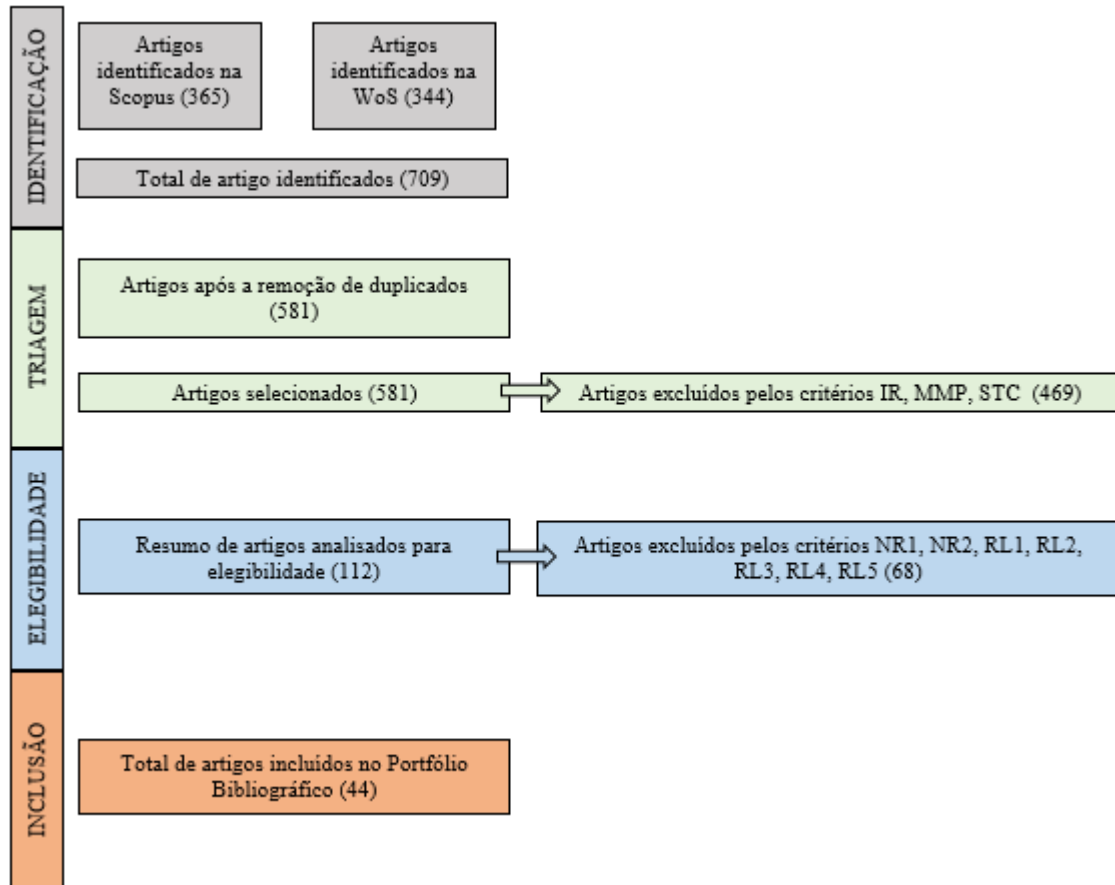 IDENTIFICAÇÃO
Artigos
identificados na
Scopus (365)
Artigos
identificados na
WoS (344)
Total de artigo identificados (709)
TRIAGEM
Artigos após a remoção de duplicados
(581)
Artigos selecionados (581)
Artigos excluídos pelos critérios IR, MMP, STC (469)
ELEGIBILIDADE
Resumo de artigos analisados para
elegibilidade (112)
Artigos excluídos pelos critérios NR1, NR2, RL1, RL2,
RL3, RL4, RL5 (68)
INCLUSÃO
Total de artigos incluídos no Portfólio
Bibliográfico (44)